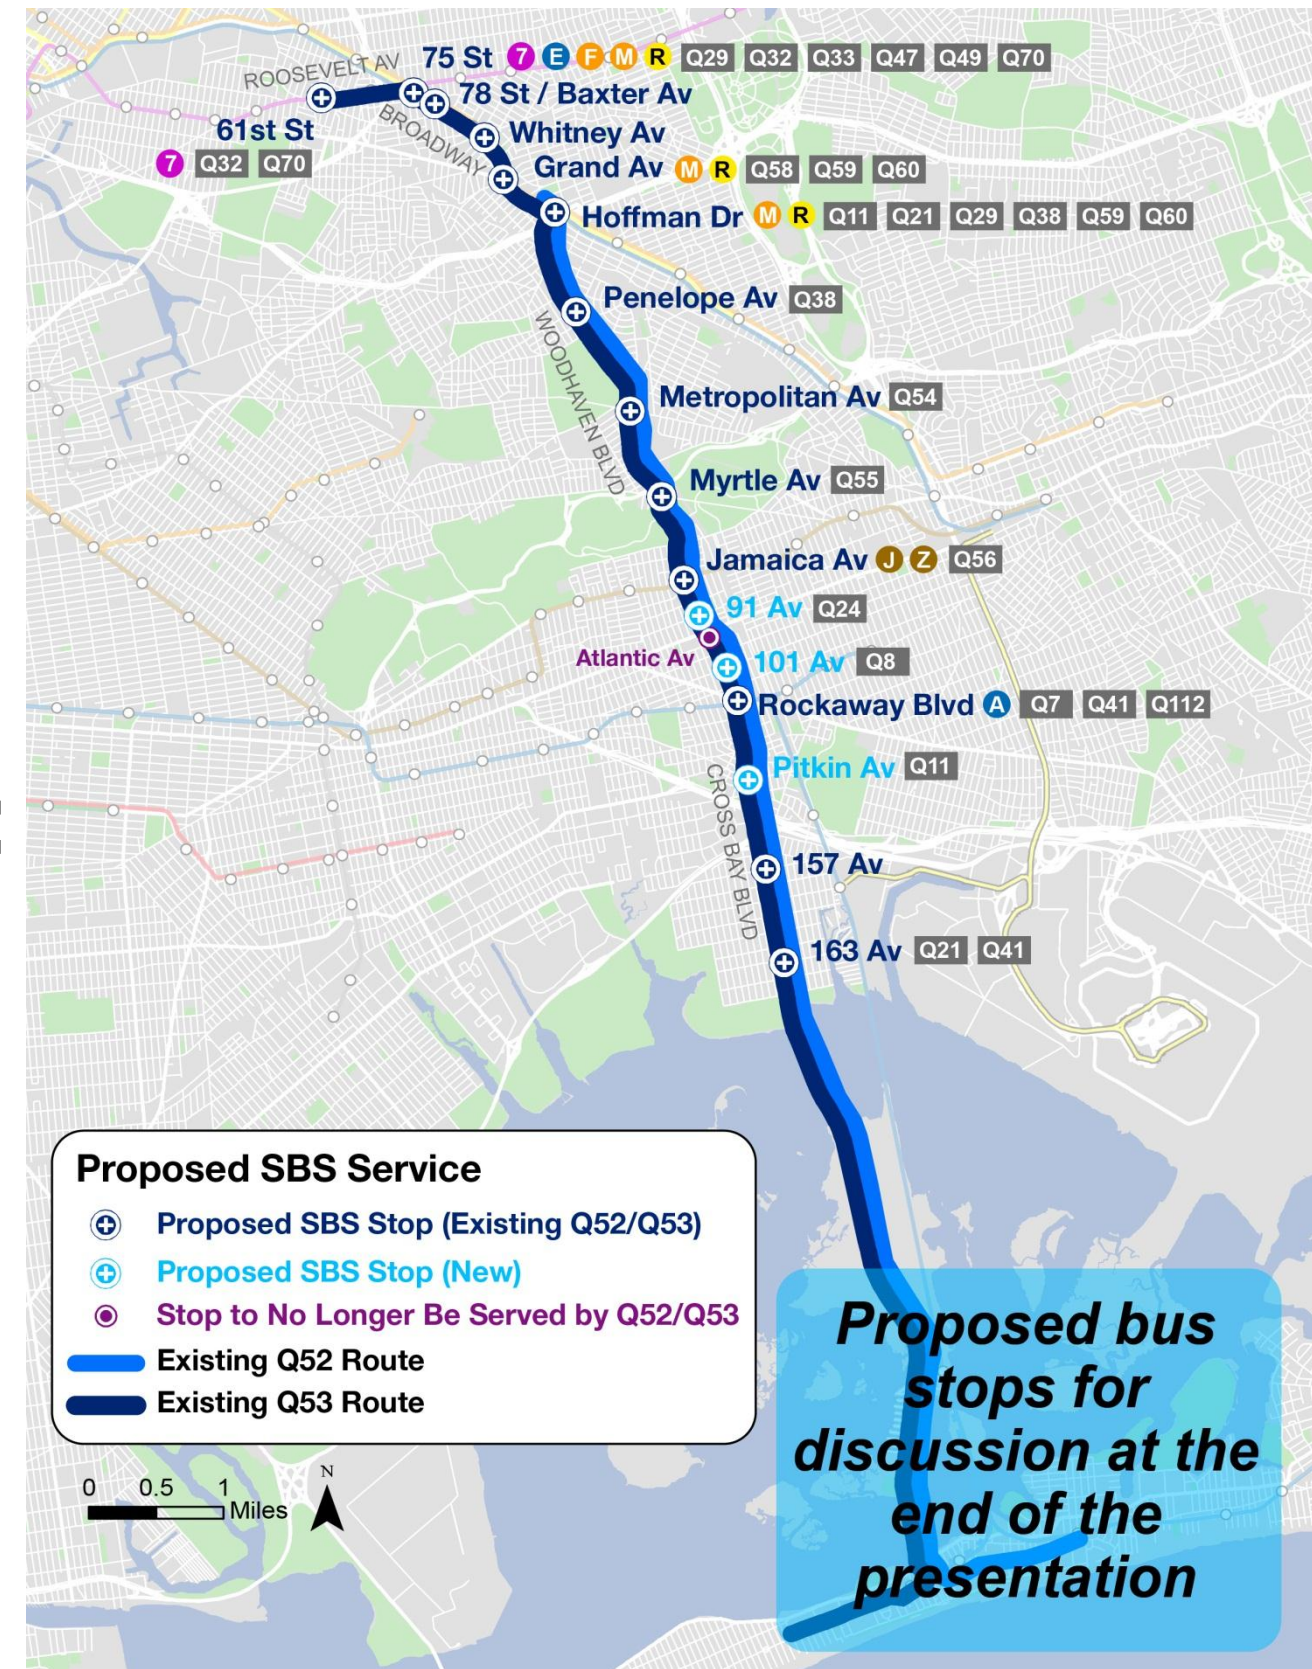 ROOSEVELT AV
75 St 7 E F M R Q29 Q32 Q33 Q47 Q49 Q70
78 St / Baxter Av
61st St
7 Q32 Q70
BROADWAY
Whitney Av
Grand Av M R Q58 Q59 Q60
Hoffman Dr M R Q11 Q21 Q29 Q38 Q59 Q60
Penelope Av Q38
WOODHAVEN BLVD
Metropolitan Av Q54
Myrtle Av Q55
Jamaica Av J Z Q56
91 Av Q24
Atlantic Av
101 Av Q8
Rockaway Blvd A Q7 Q41 Q112
Pitkin Av Q11
CROSS BAY BLVD
157 Av
163 Av Q21 Q41
Proposed SBS Service
Proposed SBS Stop (Existing Q52/Q53)
Proposed SBS Stop (New)
Stop to No Longer Be Served by Q52/Q53
Existing Q52 Route
Existing Q53 Route
0 0.5 1
Miles
N
Proposed bus
stops for
discussion at the
end of the
presentation